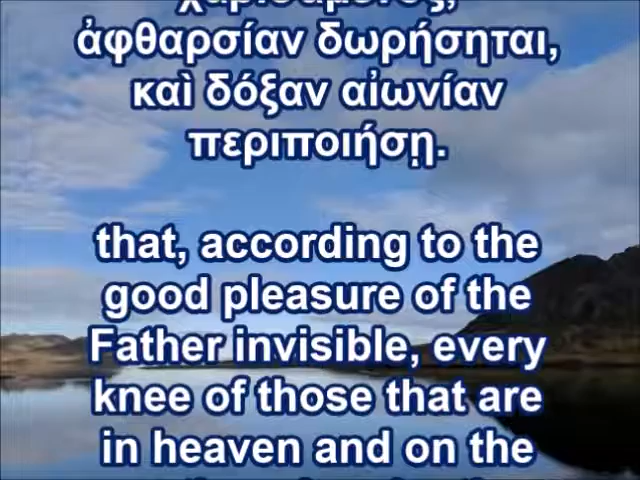 ἀφθαρσίαν δωρήσηται,
καὶ δόξαν αἰωνίαν
περιποιήσῃ.
that, according to the
good pleasure of the
Father invisible, every
knee of those that are
in heaven and on the